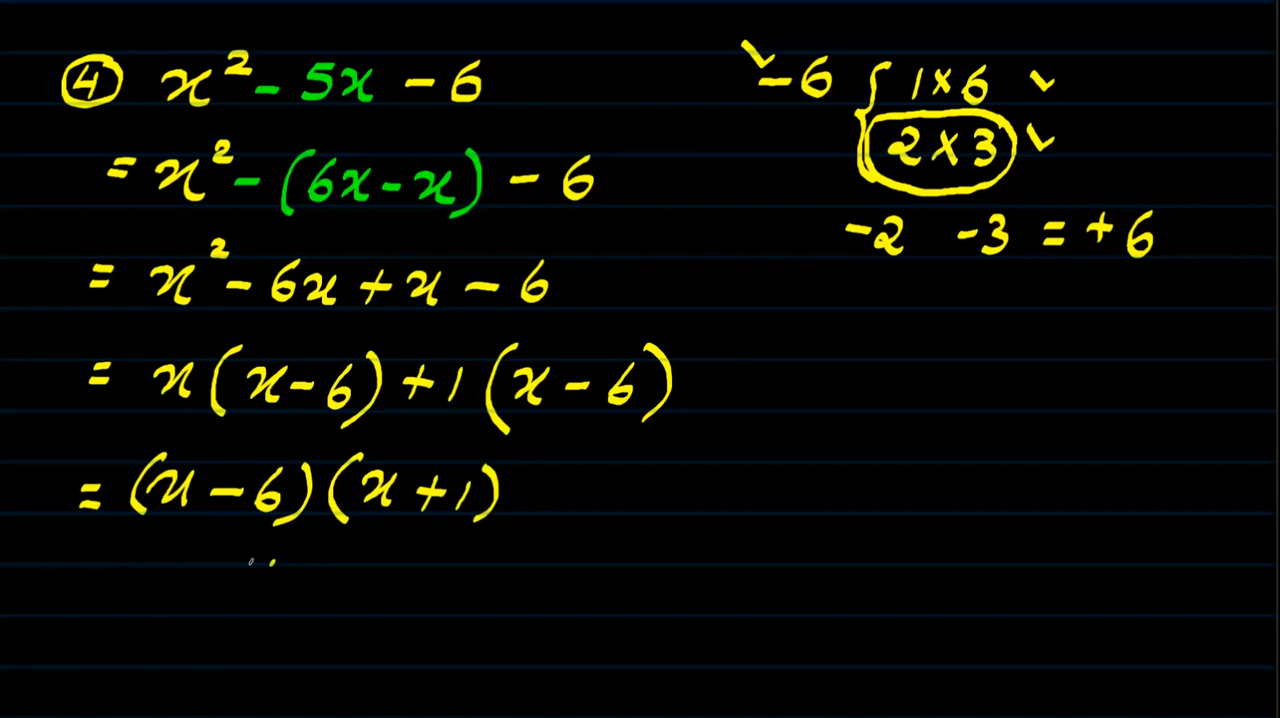 ④ x² - 5x - 6
= x² - (6x - x) - 6
= x² - 6x + x - 6
= x(x - 6) + 1(x - 6)
= (x - 6)(x + 1)
✓ -6 { 1 × 6 ✓
2 × 3 ✓
-2 -3 = +6